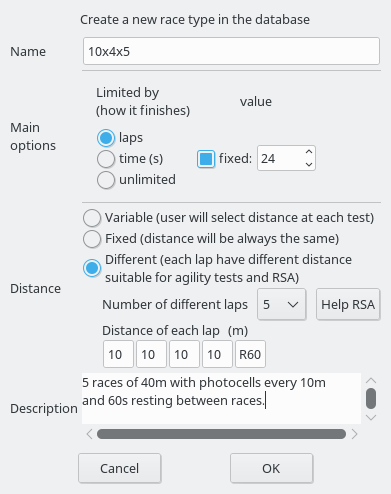 Create a new race type in the database
Name
10x4x5
Limited by
(how it finishes)
value
Main
options
laps
time (s)
fixed:
24
unlimited
Variable (user will select distance at each test)
Fixed (distance will be always the same)
Different (each lap have different distance
suitable for agility tests and RSA)
Distance
Number of different laps
5
Help RSA
Distance of each lap (m)
10
10
10
10
R60
Description
5 races of 40m with photocells every 10m
and 60s resting between races.
Cancel
OK